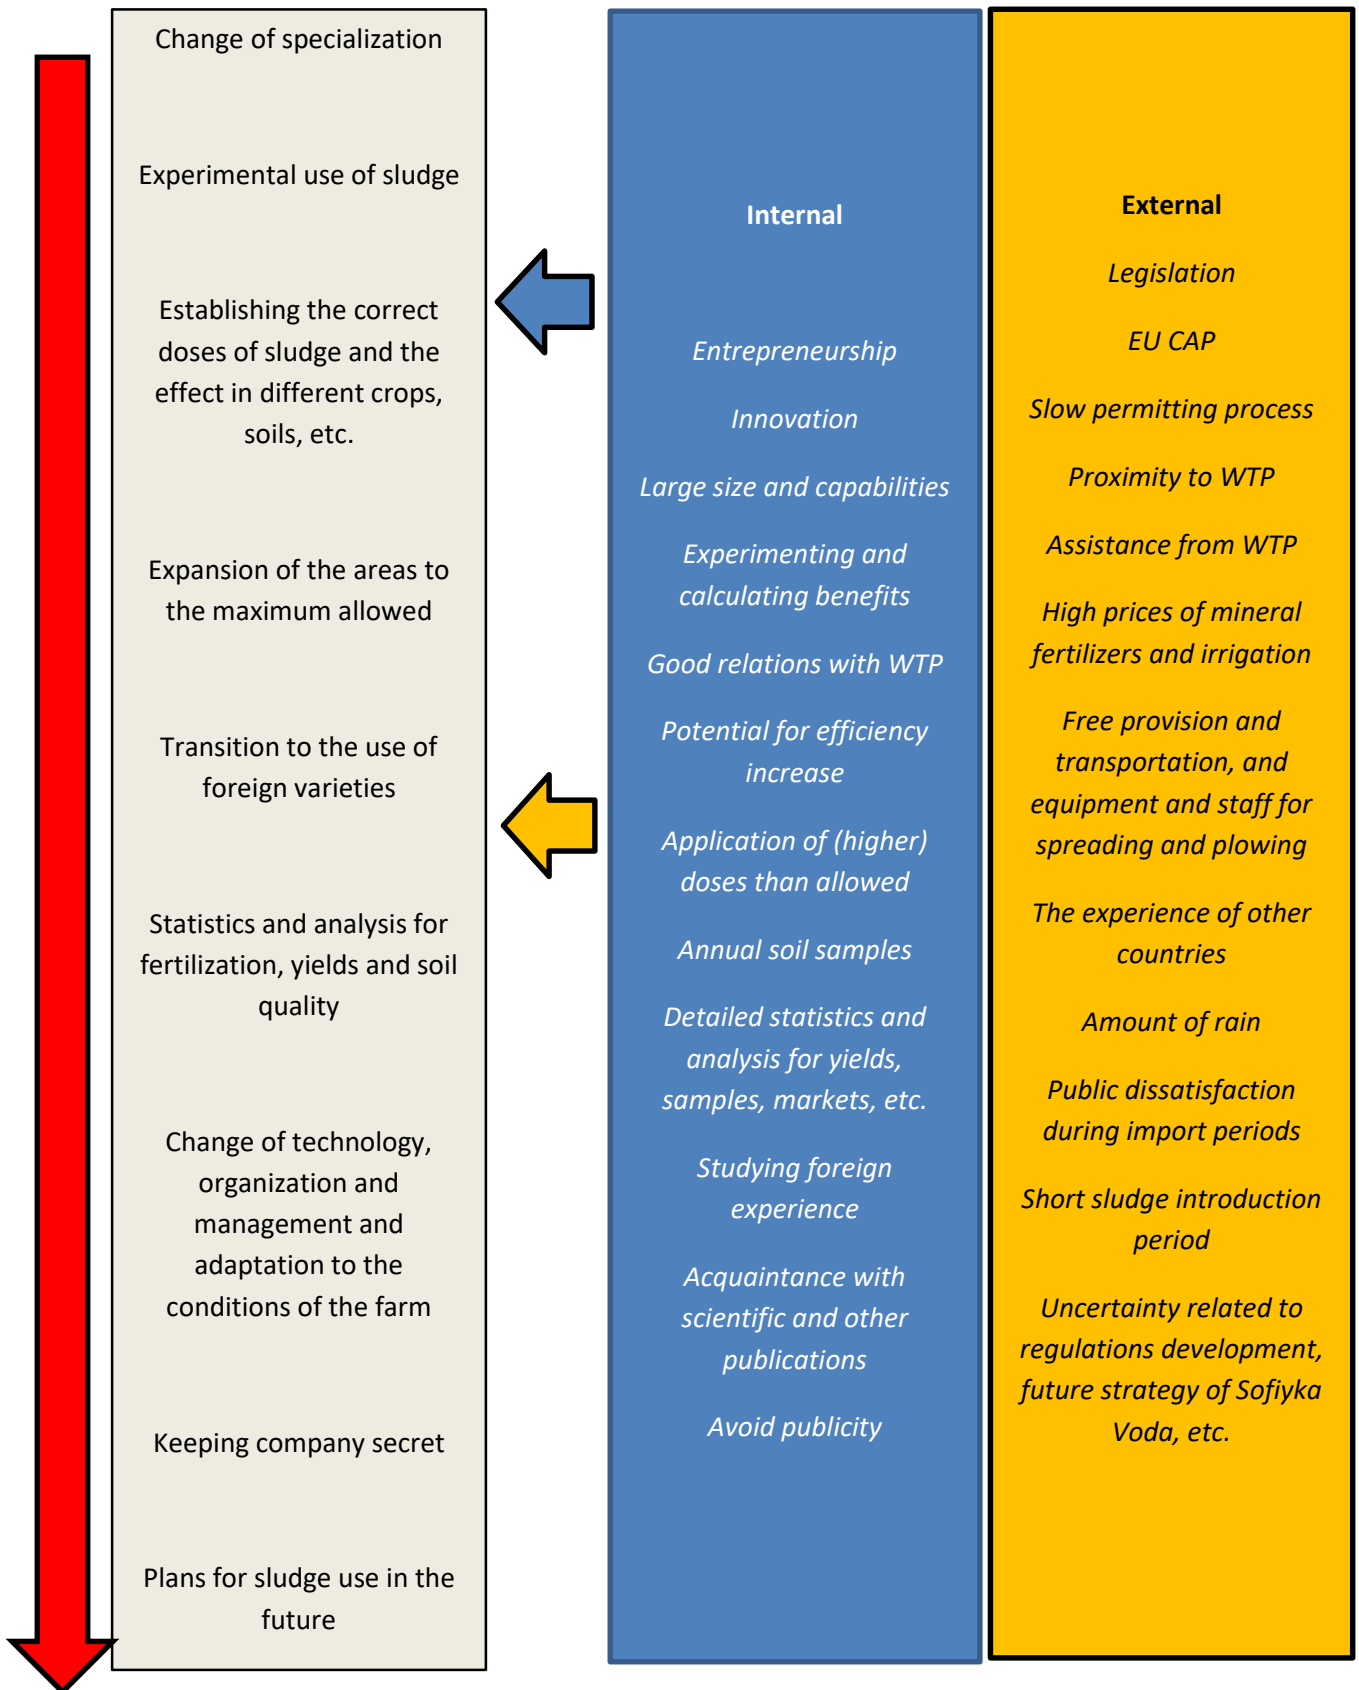 Change of specialization
Experimental use of sludge
Establishing the correct
doses of sludge and the
effect in different crops,
soils, etc.
Expansion of the areas to
the maximum allowed
Transition to the use of
foreign varieties
Statistics and analysis for
fertilization, yields and soil
quality
Change of technology,
organization and
management and
adaptation to the
conditions of the farm
Keeping company secret
Plans for sludge use in the
future
Internal
Entrepreneurship
Innovation
Large size and capabilities
Experimenting and
calculating benefits
Good relations with WTP
Potential for efficiency
increase
Application of (higher)
doses than allowed
Annual soil samples
Detailed statistics and
analysis for yields,
samples, markets, etc.
Studying foreign
experience
Acquaintance with
scientific and other
publications
Avoid publicity
External
Legislation
EU CAP
Slow permitting process
Proximity to WTP
Assistance from WTP
High prices of mineral
fertilizers and irrigation
Free provision and
transportation, and
equipment and staff for
spreading and plowing
The experience of other
countries
Amount of rain
Public dissatisfaction
during import periods
Short sludge introduction
period
Uncertainty related to
regulations development,
future strategy of Sofiyka
Voda, etc.